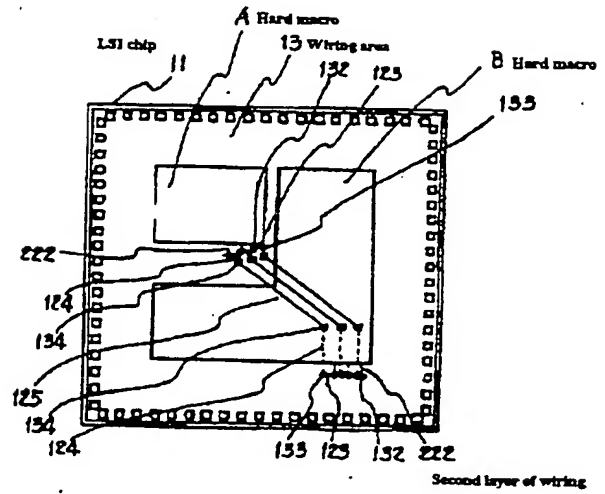 A Hard macro
LSI chip
13 Wiring area
11
132
123
B Hard macro
133
222
124
134
125
134
124
133
123
132
222
Second layer of wiring